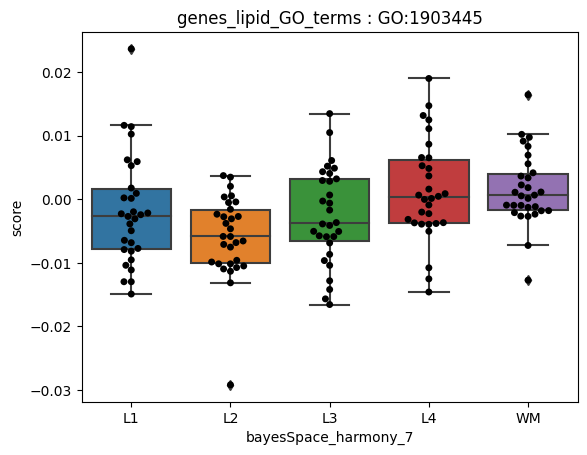 genes_lipid_GO_terms : GO:1903445
0.02
0.01
0.00
−0.01
−0.02
−0.03
score
L1 L2 L3 L4 WM
bayesSpace_harmony_7